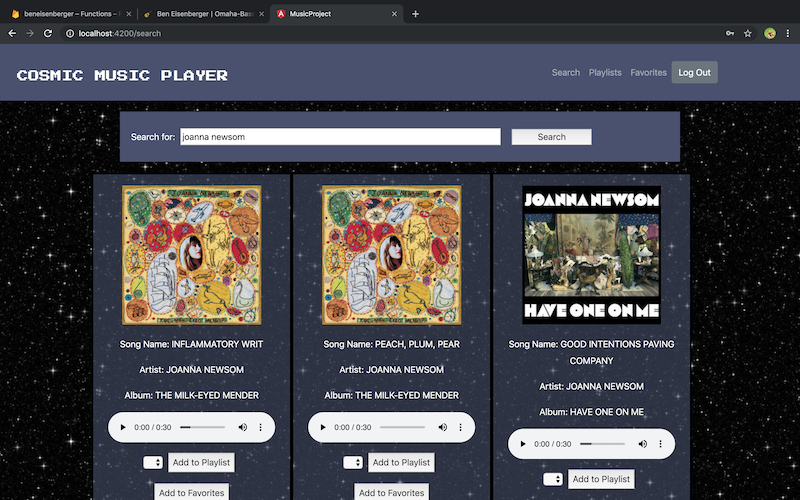 beneisenberger – Functions –
Ben Eisenberger | Omaha-Bas
MusicProject
localhost:4200/search
COSMIC MUSIC PLAYER
Search
Playlists
Favorites
Log Out
Search for:
joanna newsom
Search
JOANNA NEWSOM
HAVE ONE ON ME
Song Name: INFLAMMATORY WRIT
Artist: JOANNA NEWSOM
Album: THE MILK-EYED MENDER
0:00 / 0:30
Add to Playlist
Add to Favorites
Song Name: PEACH, PLUM, PEAR
Artist: JOANNA NEWSOM
Album: THE MILK-EYED MENDER
0:00 / 0:30
Add to Playlist
Add to Favorites
Song Name: GOOD INTENTIONS PAVING
COMPANY
Artist: JOANNA NEWSOM
Album: HAVE ONE ON ME
0:00 / 0:30
Add to Playlist